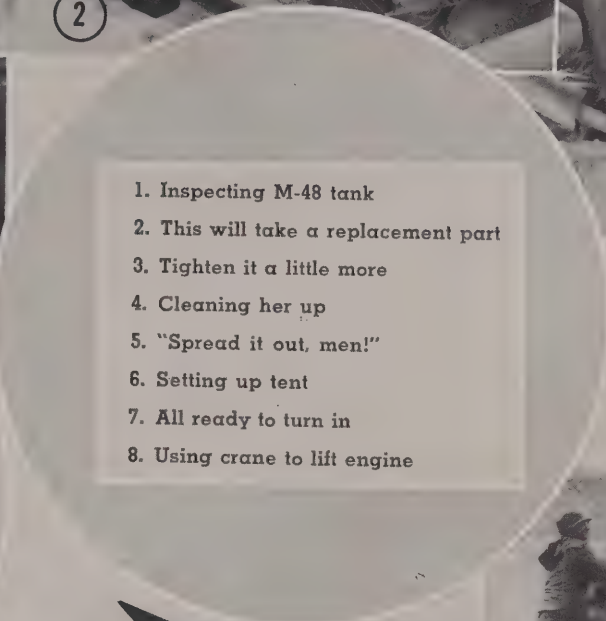 2
1. Inspecting M-48 tank
2. This will take a replacement part
3. Tighten it a little more
4. Cleaning her up
5. "Spread it out, men!"
6. Setting up tent
7. All ready to turn in
8. Using crane to lift engine